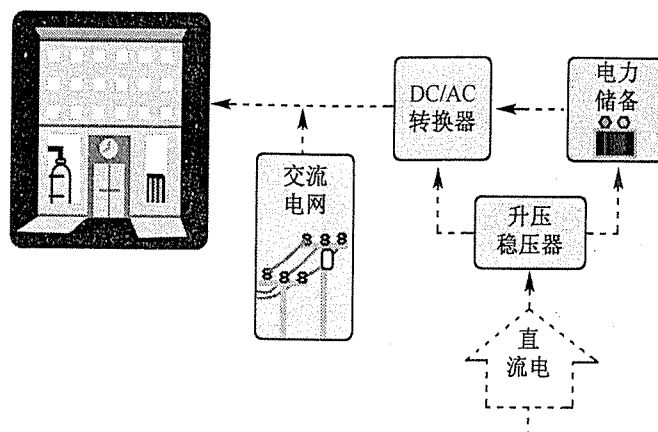 DC/AC
转换器
电力
储备
交流
电网
升压
稳压器
直
流电